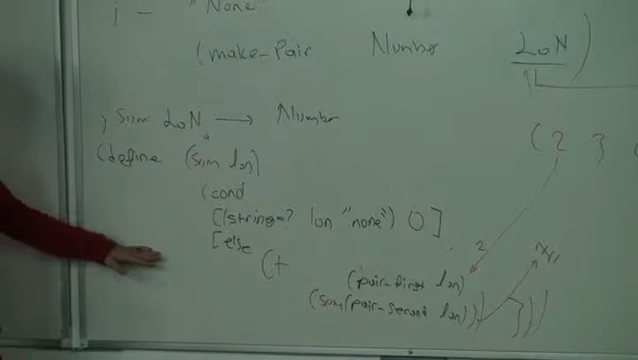 ; - "None"
(make-Pair Number LoN)
; Sum: LoN → Number
(2 3
(define (sum lon)
(cond
[(string=? lon "none") 0]
[else
2
(+
(pair-first lon)
(sum(pair-second lon))
)))